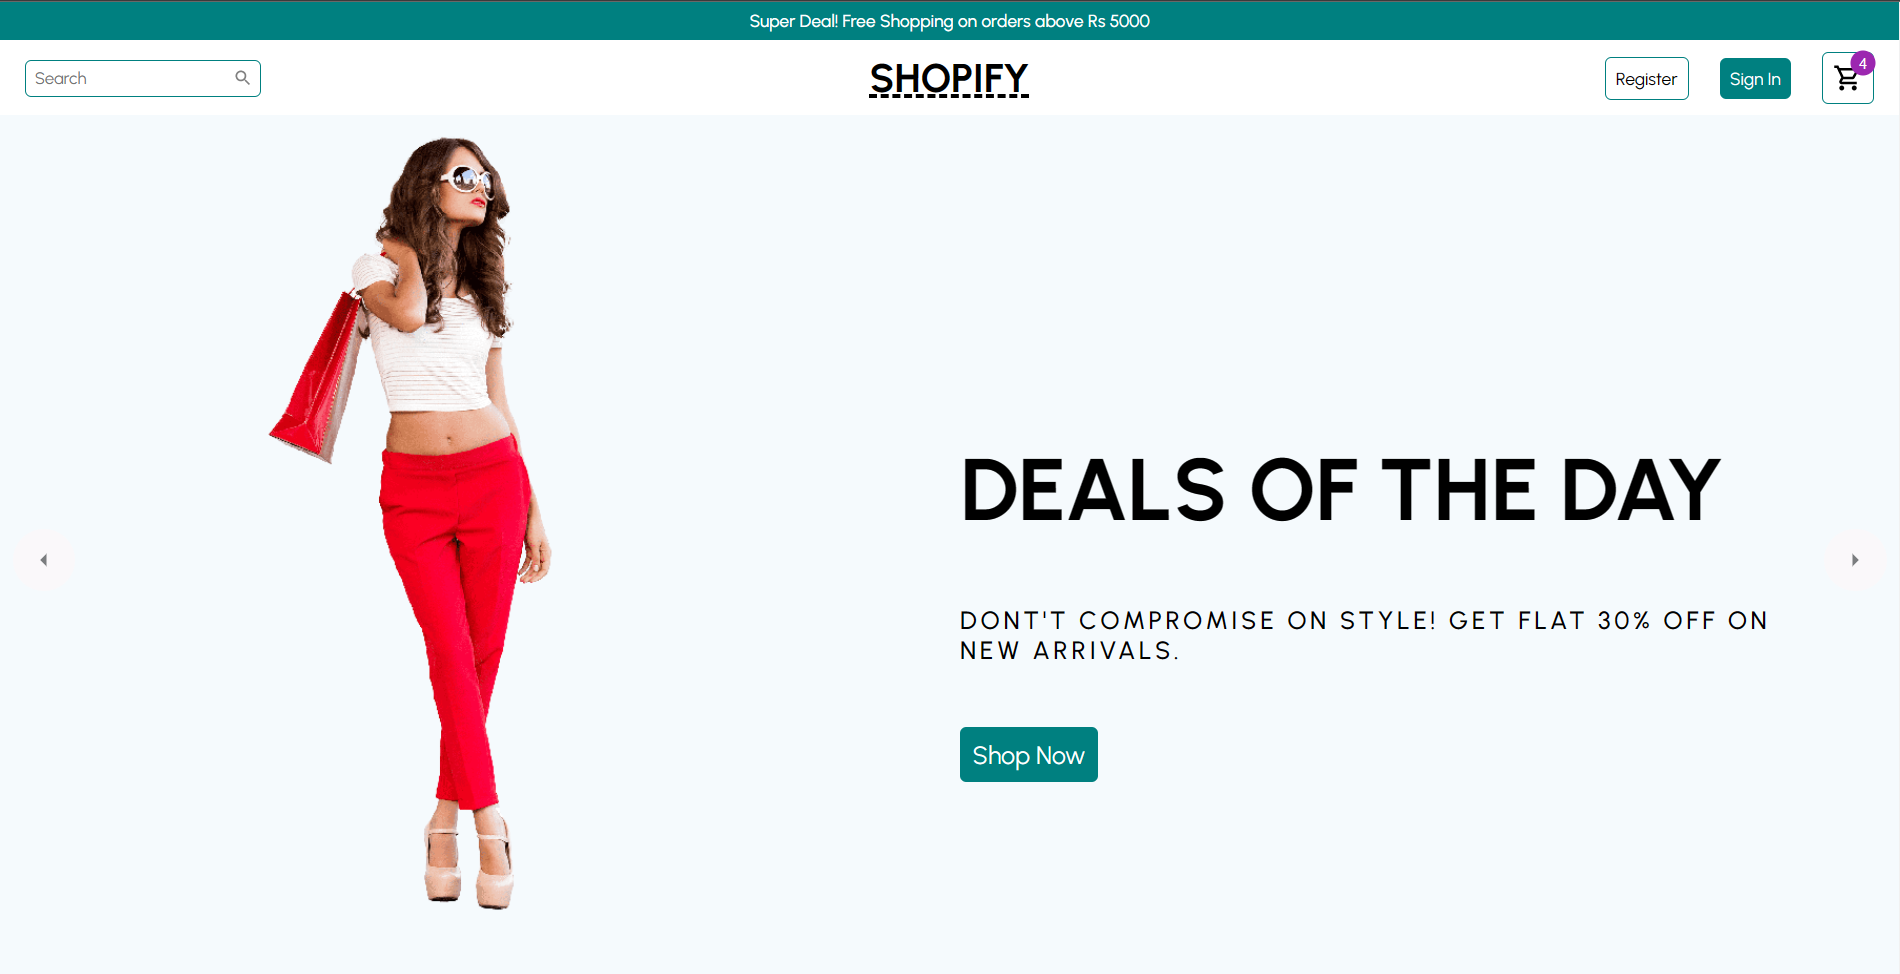 Super Deal! Free Shopping on orders above Rs 5000
Search
SHOPIFY
Register
Sign In
4
DEALS OF THE DAY
DONT'T COMPROMISE ON STYLE! GET FLAT 30% OFF ON
NEW ARRIVALS.
Shop Now